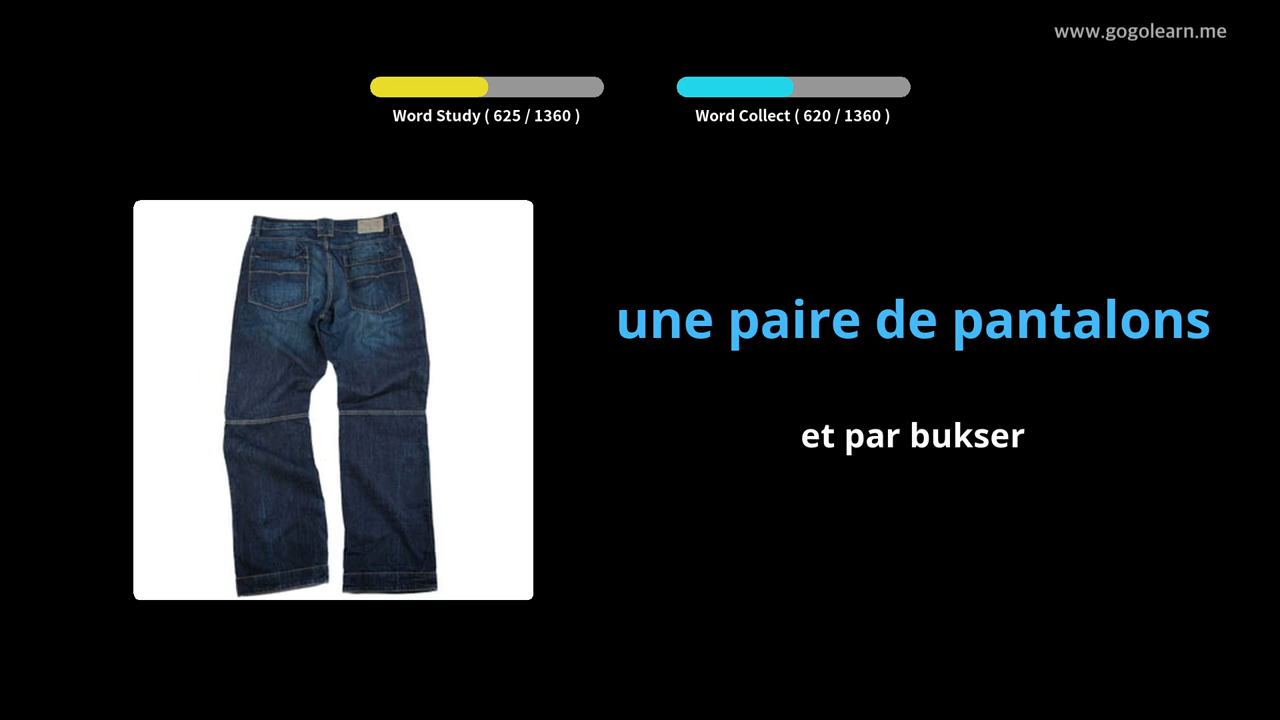 www.gogolearn.me
Word Study ( 625 / 1360 )
Word Collect ( 620 / 1360 )
une paire de pantalons
et par bukser